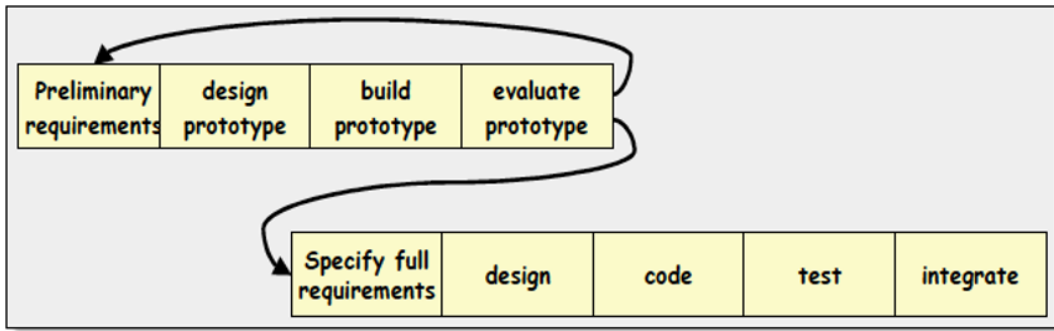 Preliminary
requirements
design
prototype
build
prototype
evaluate
prototype
Specify full
requirements
design
code
test
integrate